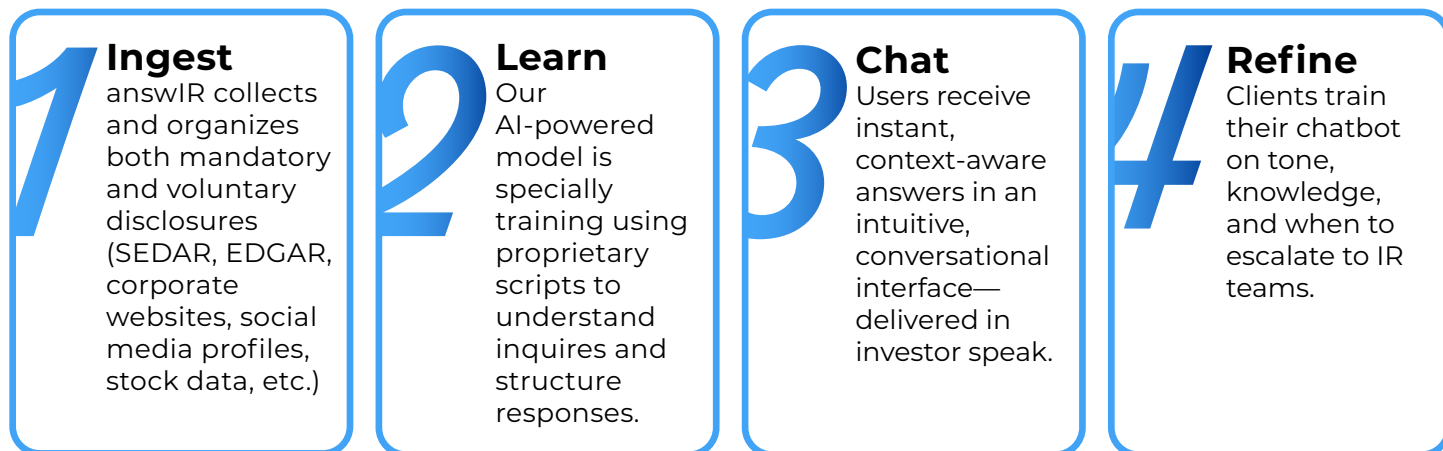 1
Ingest
answIR collects
and organizes
both mandatory
and voluntary
disclosures
(SEDAR, EDGAR,
corporate
websites, social
media profiles,
stock data, etc.)
2
Learn
Our
AI-powered
model is
specially
training using
proprietary
scripts to
understand
inquires and
structure
responses.
3
Chat
Users receive
instant,
context-aware
answers in an
intuitive,
conversational
interface—
delivered in
investor speak.
4
Refine
Clients train
their chatbot
on tone,
knowledge,
and when to
escalate to IR
teams.